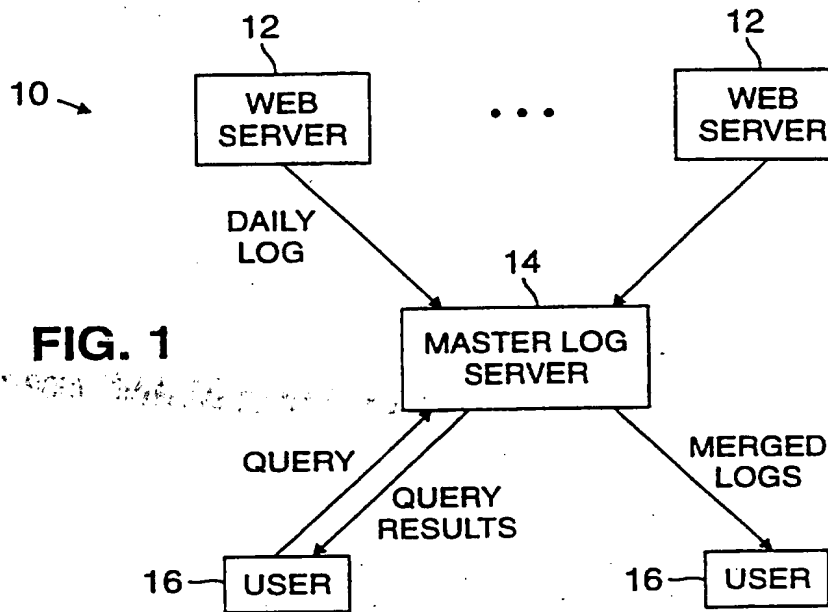 12
12
10
WEB
SERVER
WEB
SERVER
DAILY
LOG
14
FIG. 1
MASTER LOG
SERVER
QUERY
QUERY
RESULTS
MERGED
LOGS
16
USER
16
USER